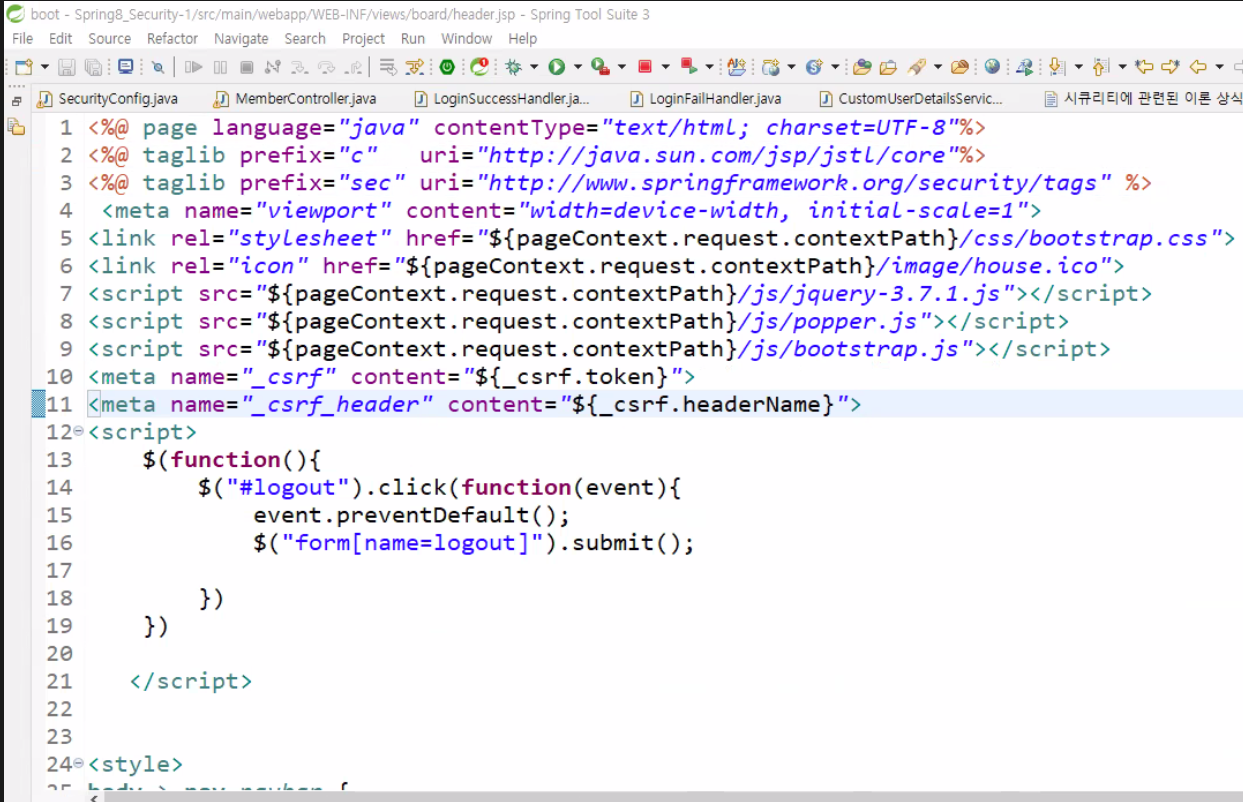 boot - Spring8_Security-1/src/main/webapp/WEB-INF/views/board/header.jsp - Spring Tool Suite 3
File Edit Source Refactor Navigate Search Project Run Window Help
SecurityConfig.java MemberController.java LoginSuccessHandler.ja... LoginFailHandler.java CustomUserDetailsServic... 시큐리티에 관련된 이론 상식
1 <%@ page language="java" contentType="text/html; charset=UTF-8"%>
2 <%@ taglib prefix="c"   uri="http://java.sun.com/jsp/jstl/core"%>
3 <%@ taglib prefix="sec" uri="http://www.springframework.org/security/tags" %>
4  <meta name="viewport" content="width=device-width, initial-scale=1">
5 <link rel="stylesheet" href="${pageContext.request.contextPath}/css/bootstrap.css">
6 <link rel="icon" href="${pageContext.request.contextPath}/image/house.ico">
7 <script src="${pageContext.request.contextPath}/js/jquery-3.7.1.js"></script>
8 <script src="${pageContext.request.contextPath}/js/popper.js"></script>
9 <script src="${pageContext.request.contextPath}/js/bootstrap.js"></script>
10 <meta name="_csrf" content="${_csrf.token}">
11 <meta name="_csrf_header" content="${_csrf.headerName}">
12 <script>
13     $(function(){
14         $("#logout").click(function(event){
15             event.preventDefault();
16             $("form[name=logout]").submit();
17
18         })
19     })
20
21    </script>
22
23
24 <style>